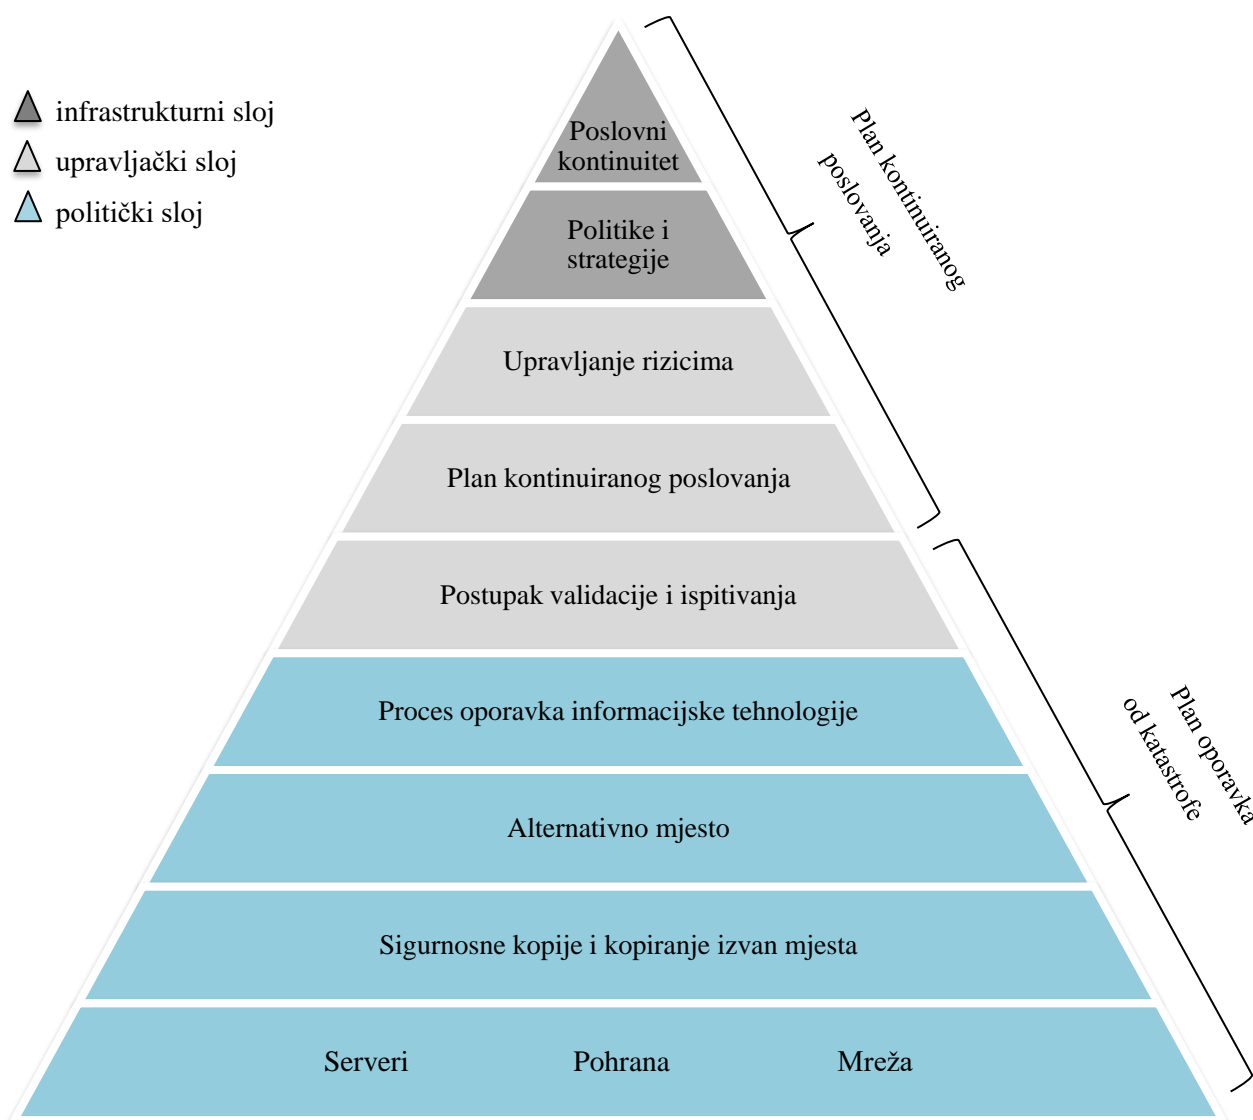 infrastrukturni sloj
upravljački sloj
politički sloj
Poslovni
kontinuitet
Politike i
strategije
Upravljanje rizicima
Plan kontinuiranog poslovanja
Postupak validacije i ispitivanja
Proces oporavka informacijske tehnologije
Alternativno mjesto
Sigurnosne kopije i kopiranje izvan mjesta
Serveri Pohrana Mreža
Plan kontinuiranog
poslovanja
Plan oporavka
od katastrofe